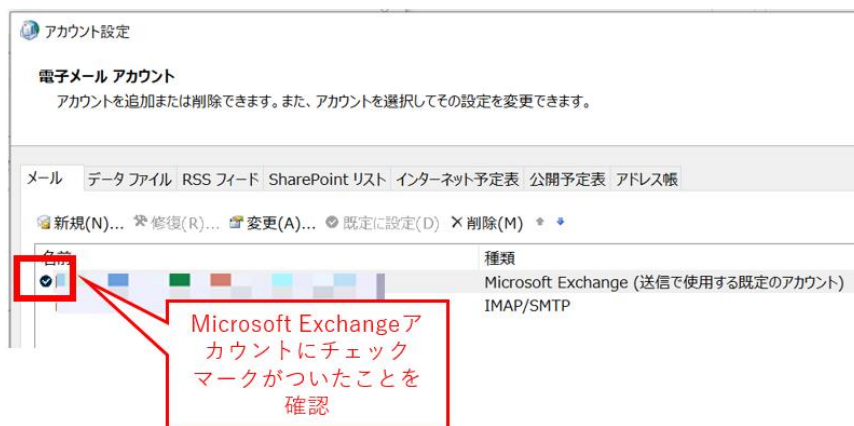 アカウント設定
電子メール アカウント
アカウントを追加または削除できます。また、アカウントを選択してその設定を変更できます。
メール データ ファイル RSS フィード SharePoint リスト インターネット予定表 公開予定表 アドレス帳
新規(N)... 修復(R)... 変更(A)... 既定に設定(D) 削除(M)
名前 種類
Microsoft Exchange (送信で使用する既定のアカウント)
IMAP/SMTP
Microsoft Exchangeア
カウントにチェック
マークがついたことを
確認